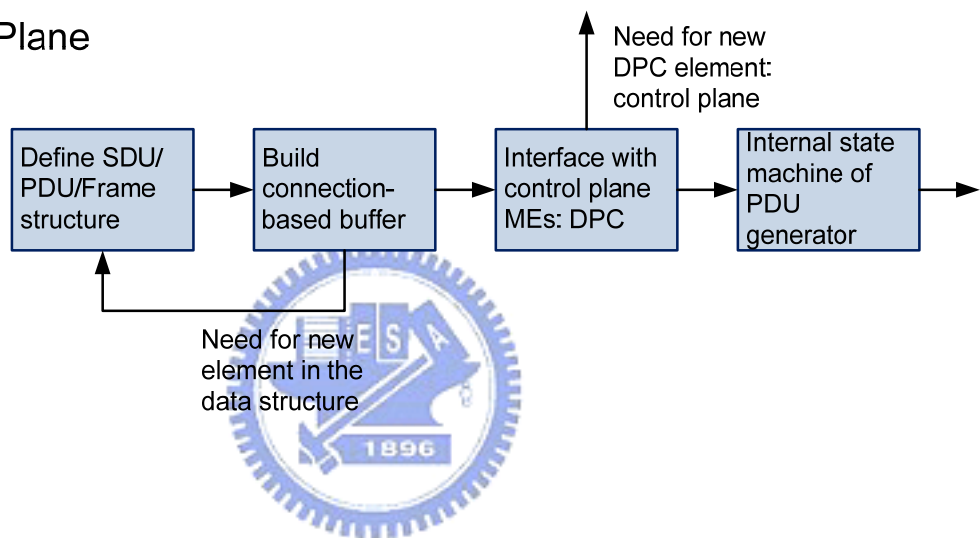 Plane
Need for new
DPC element:
control plane
Define SDU/
PDU/Frame
structure
Build
connection-
based buffer
Interface with
control plane
MEs: DPC
Internal state
machine of
PDU
generator
Need for new
element in the
data structure
E S A
1896